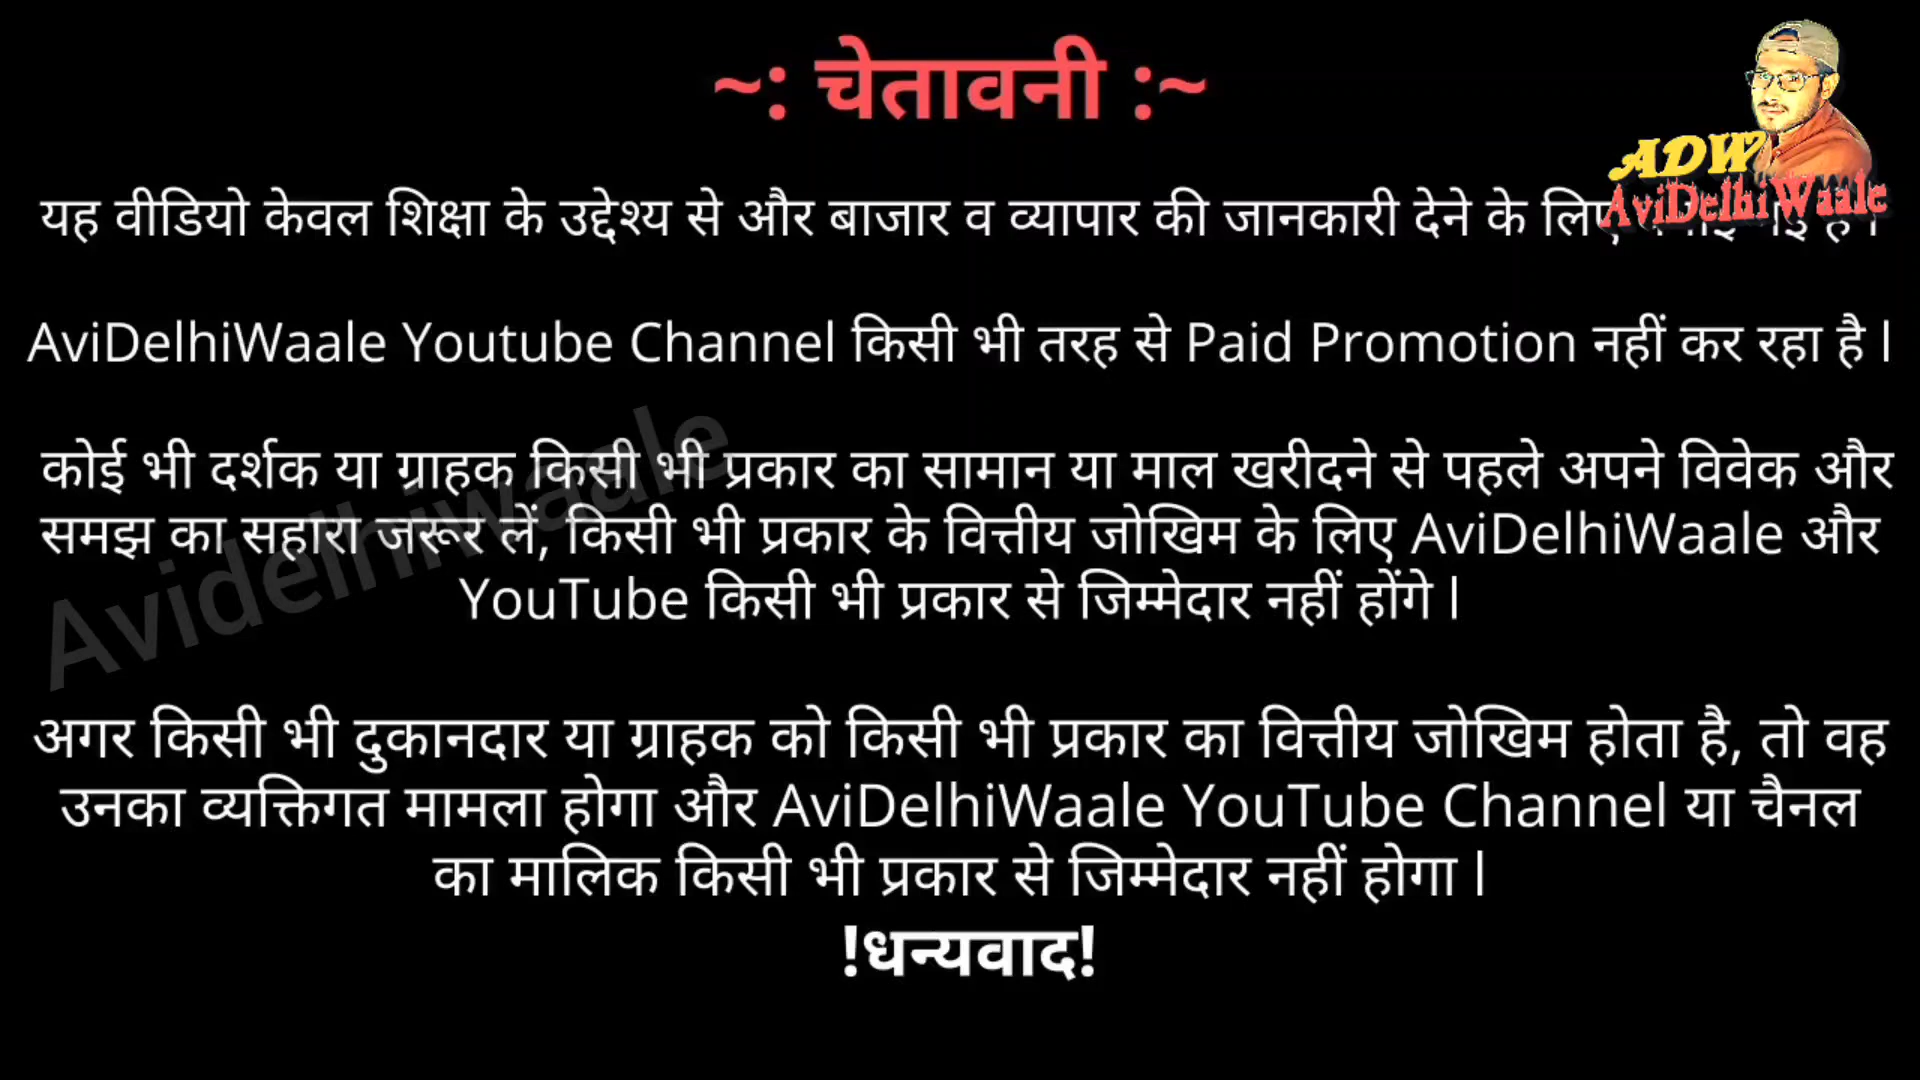 ~: चेतावनी :~
ADW
AviDelhiWaale
यह वीडियो केवल शिक्षा के उद्देश्य से और बाजार व व्यापार की जानकारी देने के लिए है ।
AviDelhiWaale Youtube Channel किसी भी तरह से Paid Promotion नहीं कर रहा है l
कोई भी दर्शक या ग्राहक किसी भी प्रकार का सामान या माल खरीदने से पहले अपने विवेक और
समझ का सहारा जरूर लें, किसी भी प्रकार के वित्तीय जोखिम के लिए AviDelhiWaale और
YouTube किसी भी प्रकार से जिम्मेदार नहीं होंगे l
Avidelhiwaale
अगर किसी भी दुकानदार या ग्राहक को किसी भी प्रकार का वित्तीय जोखिम होता है, तो वह
उनका व्यक्तिगत मामला होगा और AviDelhiWaale YouTube Channel या चैनल
का मालिक किसी भी प्रकार से जिम्मेदार नहीं होगा l
!धन्यवाद!